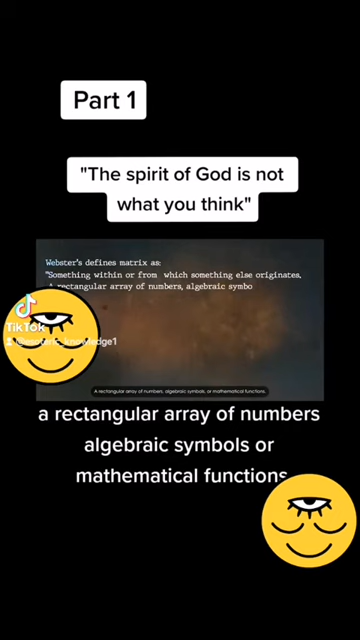 Part 1
"The spirit of God is not
what you think"
Webster's defines matrix as:
"Something within or from which something else originates.
A rectangular array of numbers, algebraic symbo
TikTok
@esoteric_knowledge1
A rectangular array of numbers, algebraic symbols, or mathematical functions.
a rectangular array of numbers
algebraic symbols or
mathematical functions